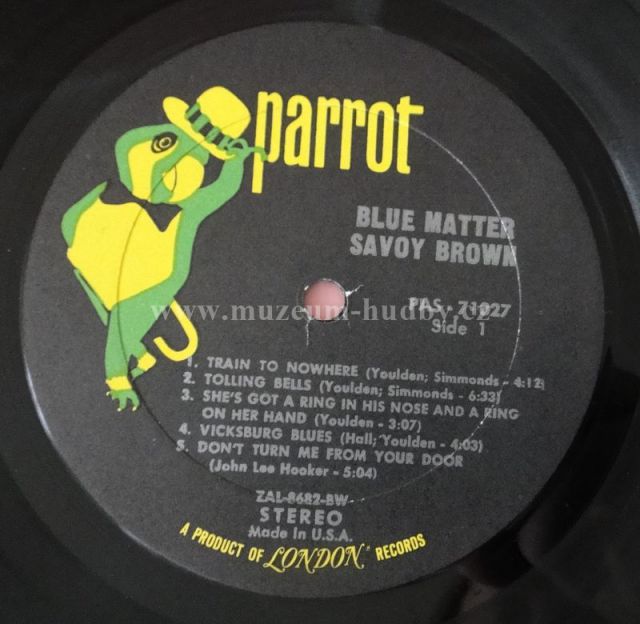 parrot
BLUE MATTER
SAVOY BROWN
PAS - 71027
Side 1
www.muzeum-hudby.cz
1. TRAIN TO NOWHERE (Youlden; Simmonds - 4:12)
2. TOLLING BELLS (Youlden; Simmonds - 6:33)
3. SHE'S GOT A RING IN HIS NOSE AND A RING
ON HER HAND (Youlden - 3:07)
4. VICKSBURG BLUES (Hall; Youlden - 4:03)
5. DON'T TURN ME FROM YOUR DOOR
(John Lee Hooker - 5:04)
ZAL-8682-BW
STEREO
Made In U.S.A.
A PRODUCT OF LONDON® RECORDS